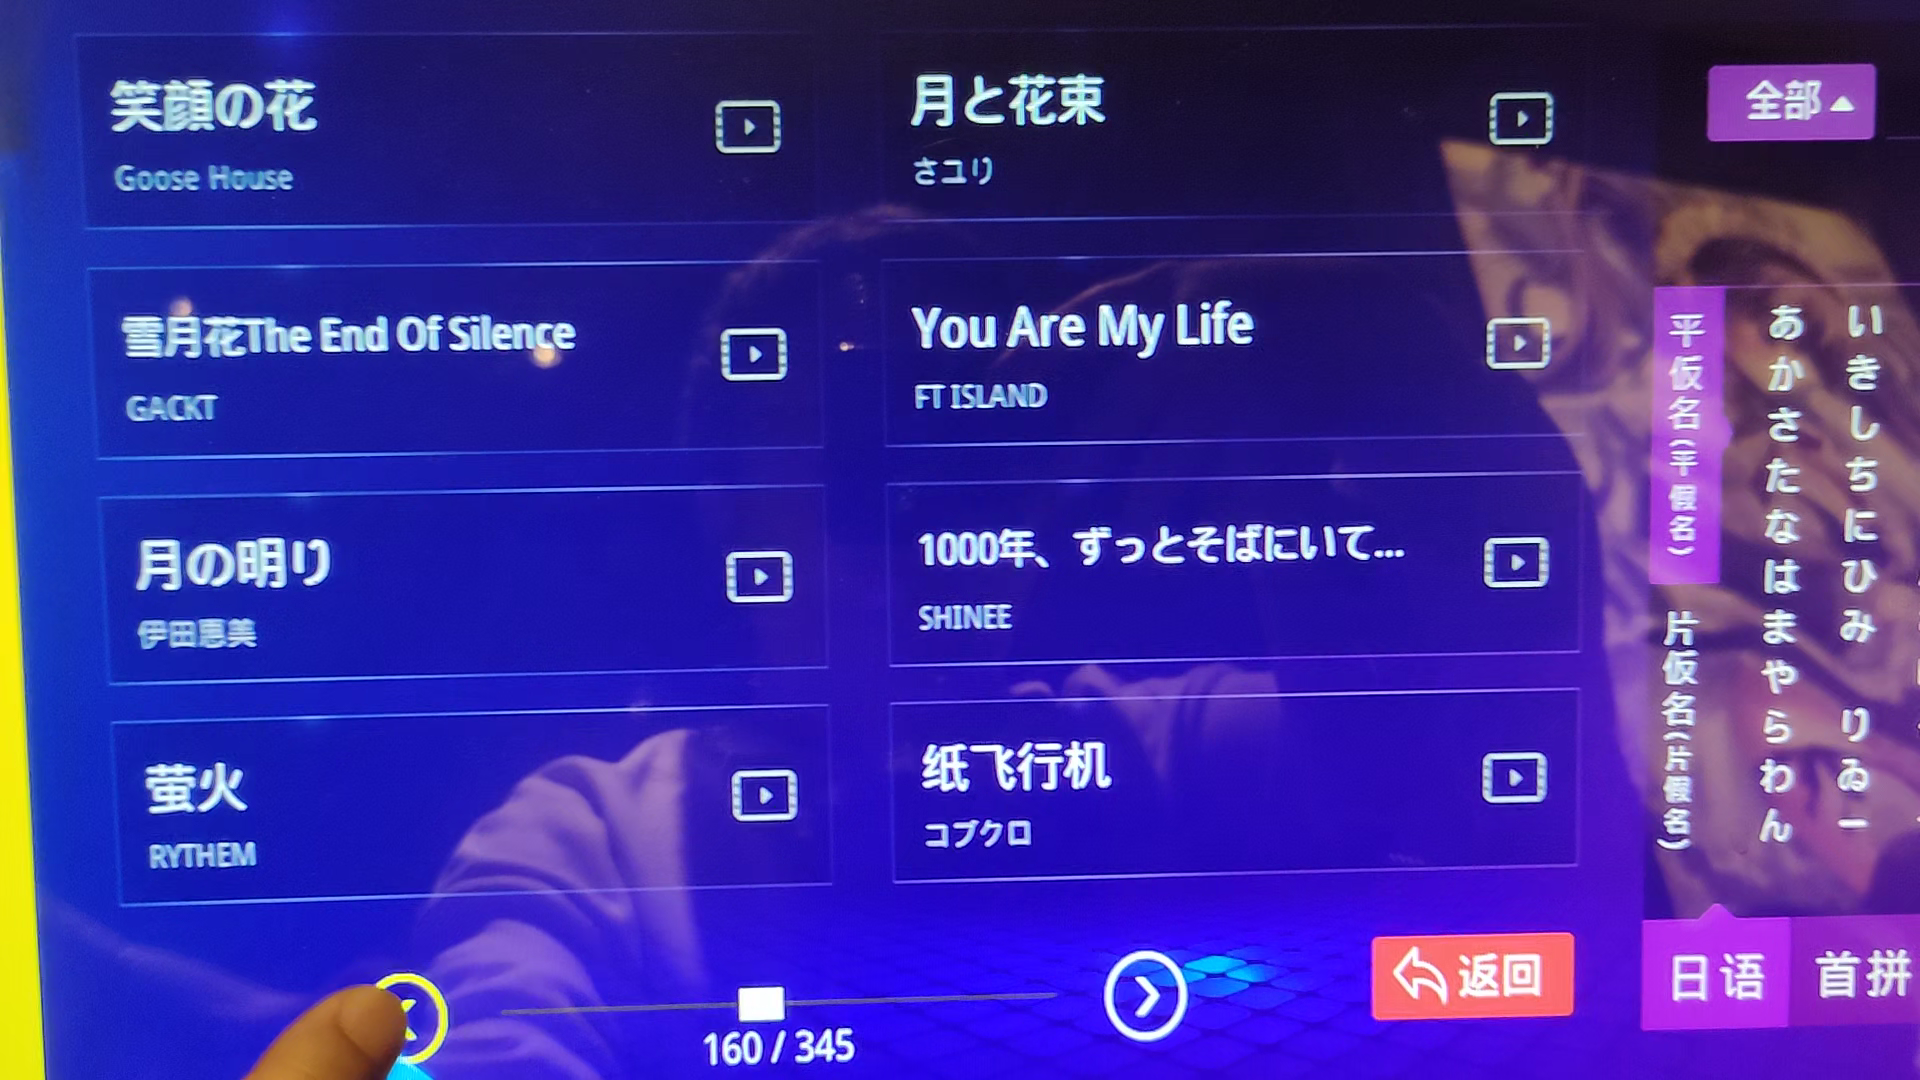 笑顔の花
Goose House
月と花束
さユリ
雪月花The End Of Silence
GACKT
You Are My Life
FT ISLAND
月の明り
伊田恵美
1000年、ずっとそばにいて...
SHINEE
萤火
RYTHEM
纸飞行机
コブクロ
160 / 345
返回
全部
平仮名(平假名)
片仮名(片假名)
あ い
か き
さ し
た ち
な に
は ひ
ま み
や
ら り
わ ゐ
ん ー
日语
首拼